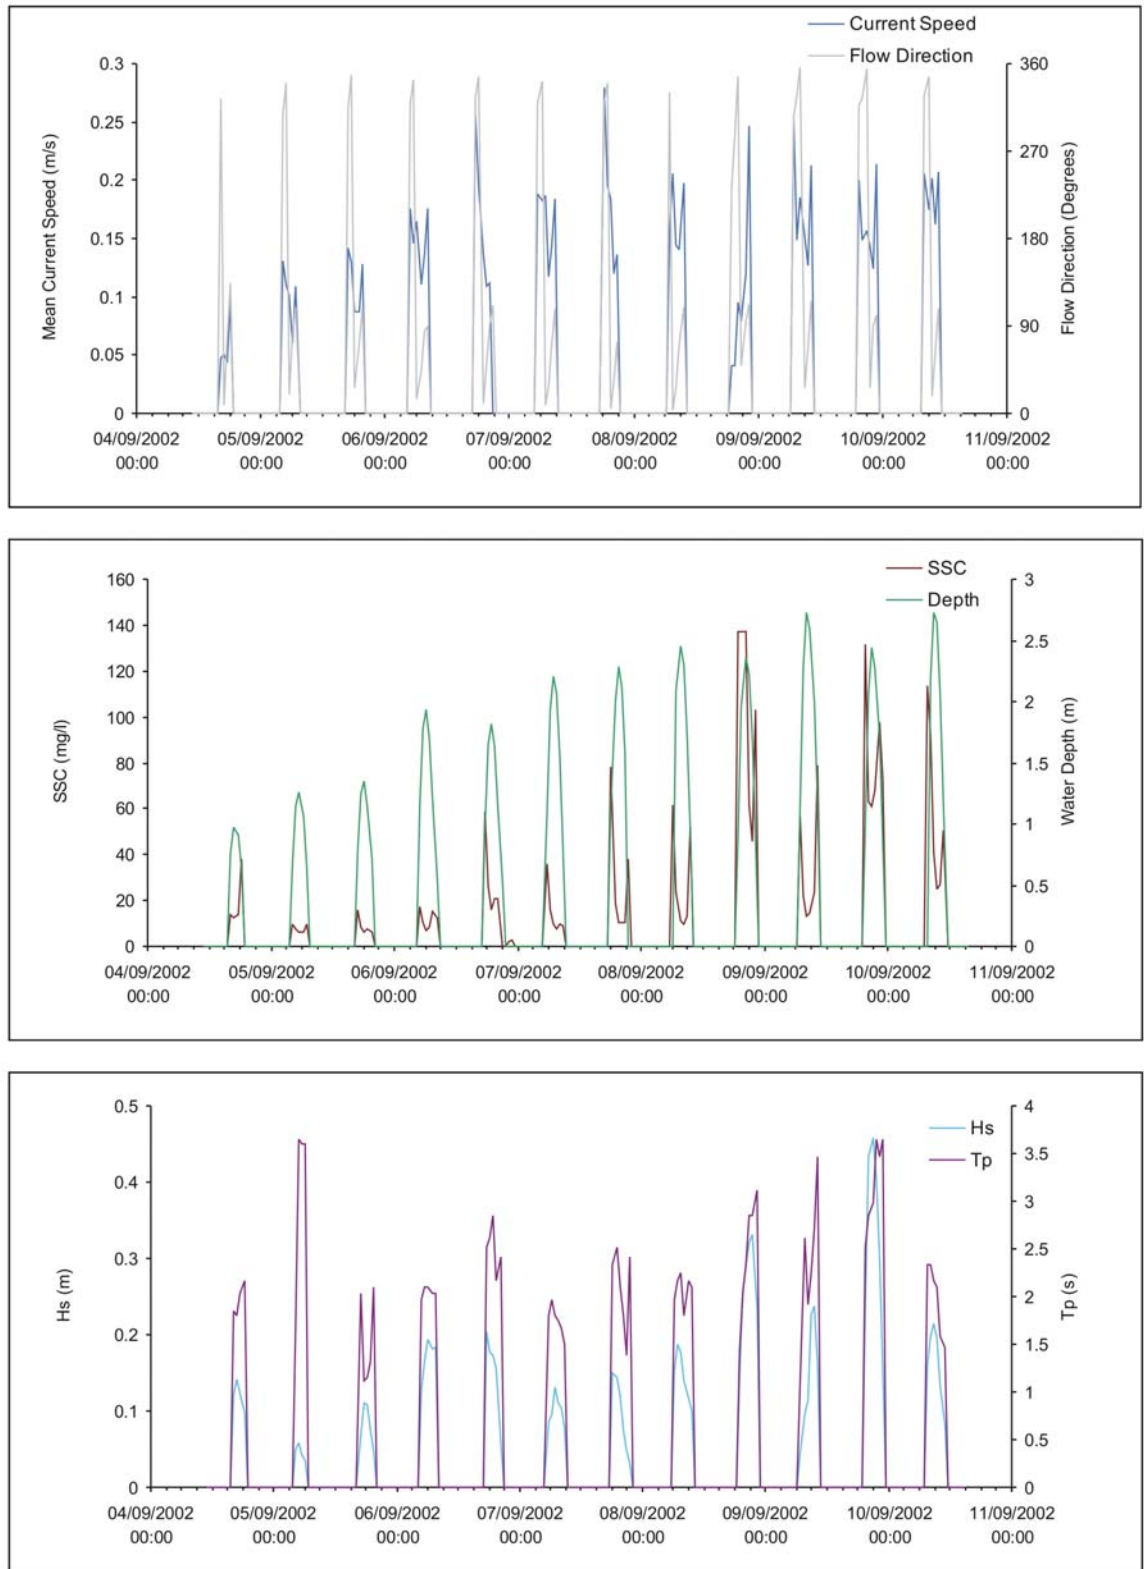 Current Speed
Flow Direction
0.3
0.25
0.2
0.15
0.1
0.05
0
Mean Current Speed (m/s)
360
270
180
90
0
Flow Direction (Degrees)
04/09/2002 05/09/2002 06/09/2002 07/09/2002 08/09/2002 09/09/2002 10/09/2002 11/09/2002
00:00 00:00 00:00 00:00 00:00 00:00 00:00 00:00
SSC
Depth
160
140
120
100
80
60
40
20
0
SSC (mg/l)
3
2.5
2
1.5
1
0.5
0
Water Depth (m)
04/09/2002 05/09/2002 06/09/2002 07/09/2002 08/09/2002 09/09/2002 10/09/2002 11/09/2002
00:00 00:00 00:00 00:00 00:00 00:00 00:00 00:00
Hs
Tp
0.5
0.4
0.3
0.2
0.1
0
Hs (m)
4
3.5
3
2.5
2
1.5
1
0.5
0
Tp (s)
04/09/2002 05/09/2002 06/09/2002 07/09/2002 08/09/2002 09/09/2002 10/09/2002 11/09/2002
00:00 00:00 00:00 00:00 00:00 00:00 00:00 00:00